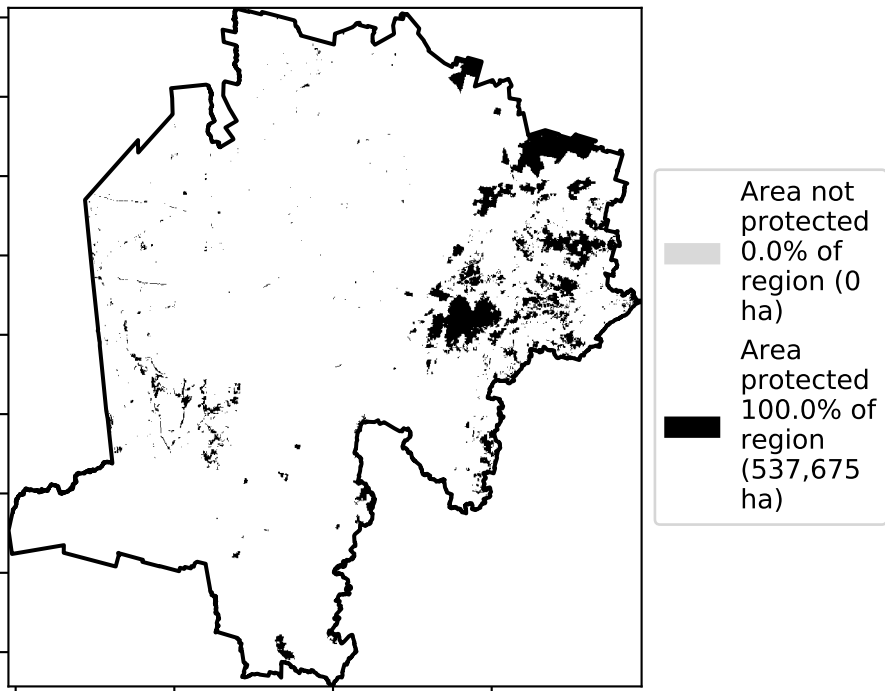 Area not
protected
0.0% of
region (0
ha)
Area
protected
100.0% of
region
(537,675
ha)